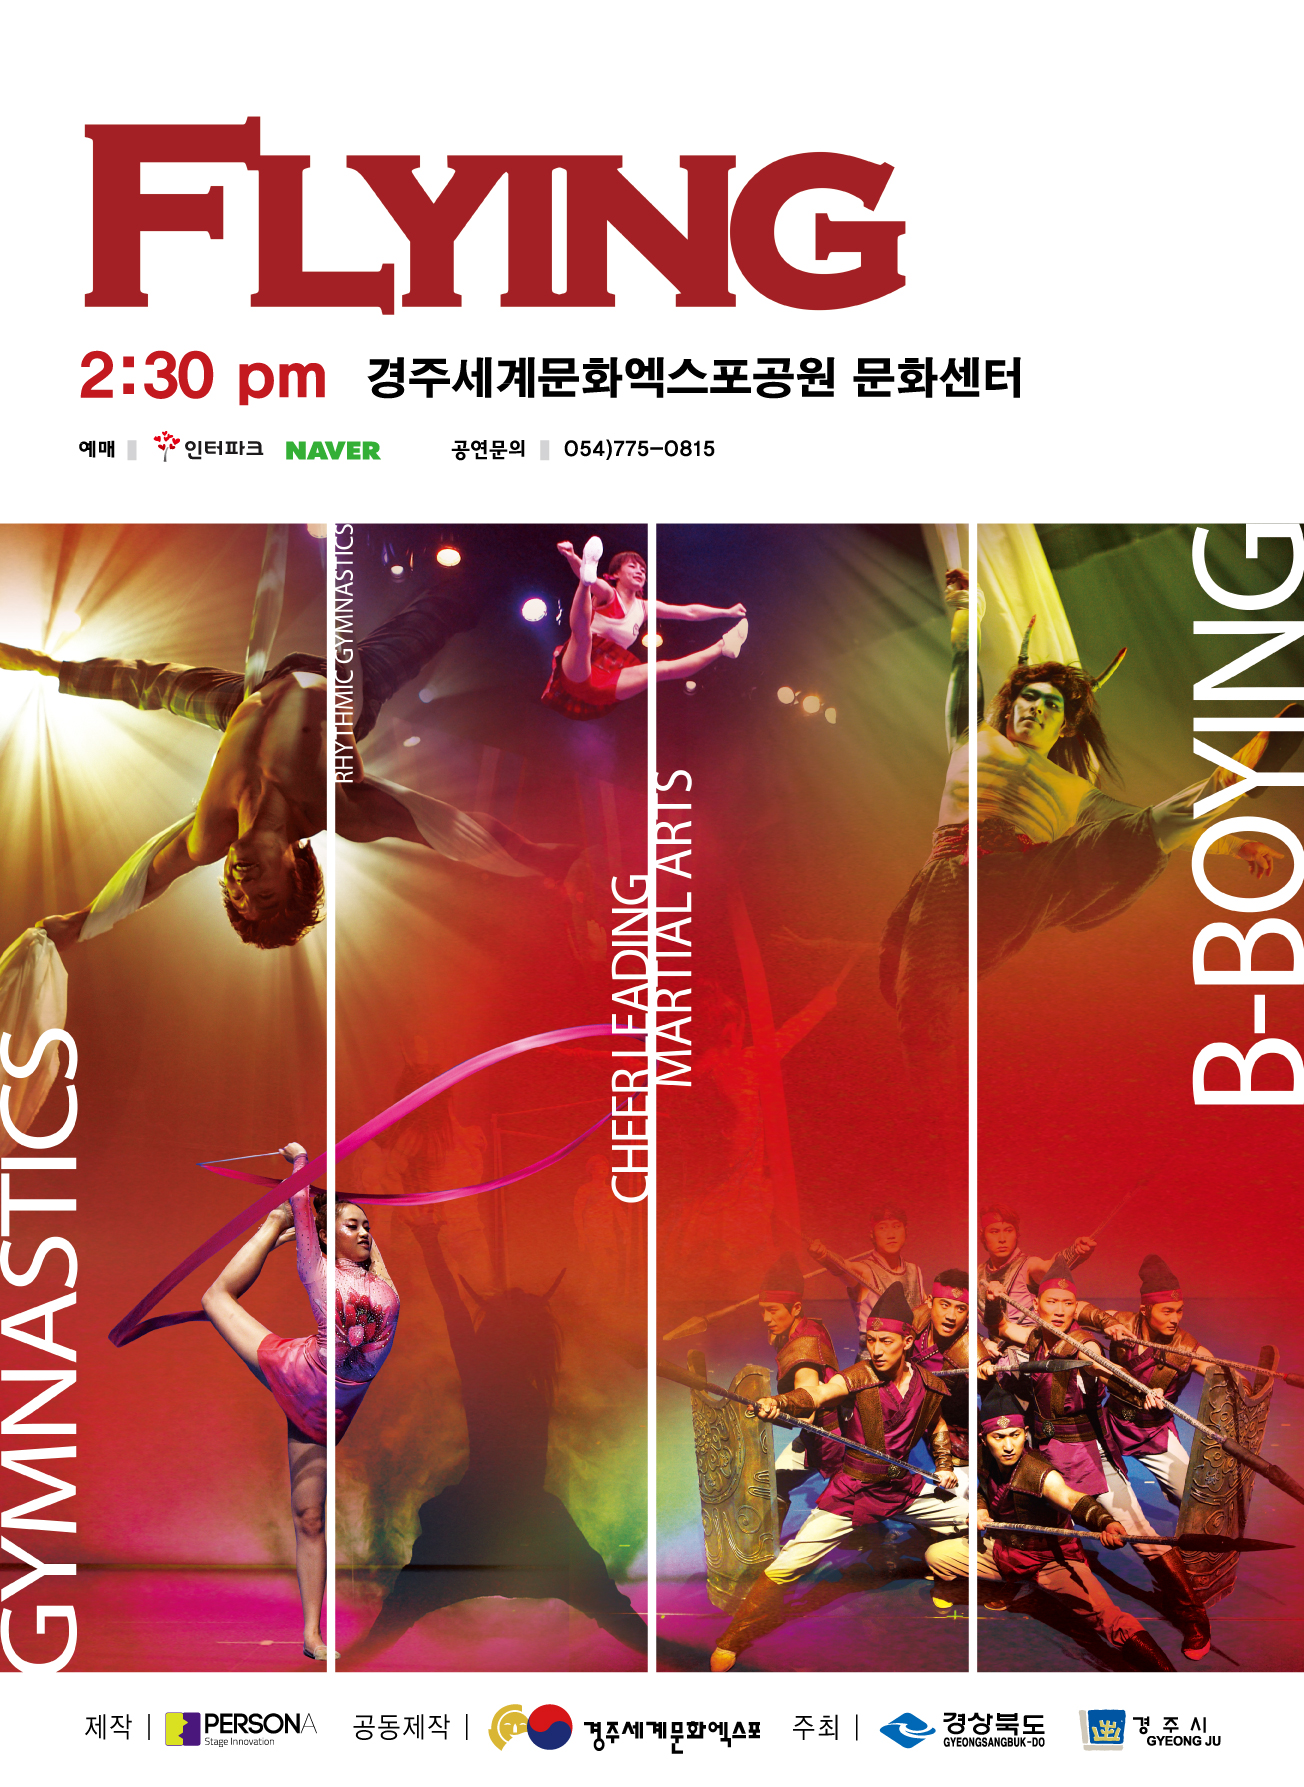 FLYING
2:30 pm 경주세계문화엑스포공원 문화센터
예매 인터파크 NAVER 공연문의 054)775-0815
GYMNASTICS
RHYTHMIC GYMNASTICS
CHEER LEADING
MARTIAL ARTS
B-BOYING
제작 | PERSONA Stage Innovation 공동제작 | 경주세계문화엑스포 주최 | 경상북도 GYEONGSANGBUK-DO 경주시 GYEONG JU